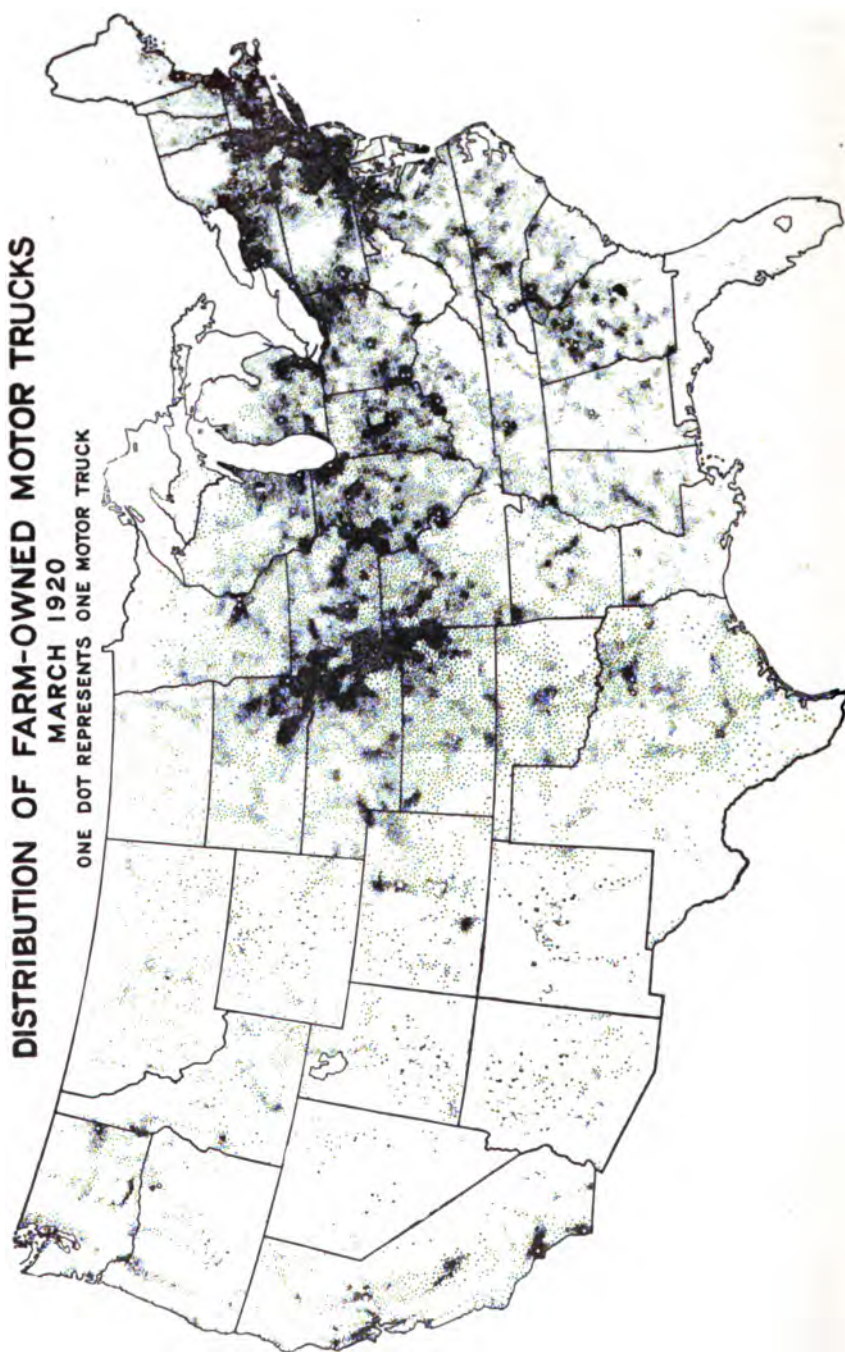 DISTRIBUTION OF FARM-OWNED MOTOR TRUCKS
MARCH 1920
ONE DOT REPRESENTS ONE MOTOR TRUCK